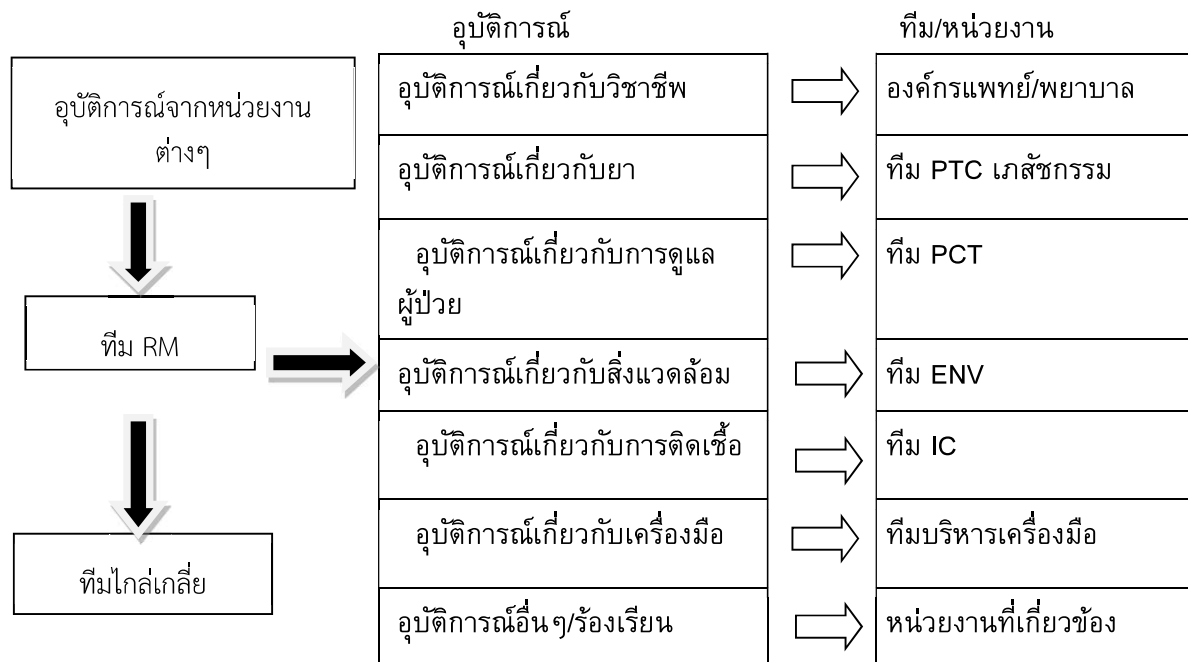 อุบัติการณ์ ทีม/หน่วยงาน
อุบัติการณ์จากหน่วยงาน
ต่างๆ
ทีม RM
ทีมไกล่เกลี่ย
อุบัติการณ์เกี่ยวกับวิชาชีพ องค์กรแพทย์/พยาบาล
อุบัติการณ์เกี่ยวกับยา ทีม PTC เภสัชกรรม
อุบัติการณ์เกี่ยวกับการดูแล ทีม PCT
ผู้ป่วย
อุบัติการณ์เกี่ยวกับสิ่งแวดล้อม ทีม ENV
อุบัติการณ์เกี่ยวกับการติดเชื้อ ทีม IC
อุบัติการณ์เกี่ยวกับเครื่องมือ ทีมบริหารเครื่องมือ
อุบัติการณ์อื่นๆ/ร้องเรียน หน่วยงานที่เกี่ยวข้อง